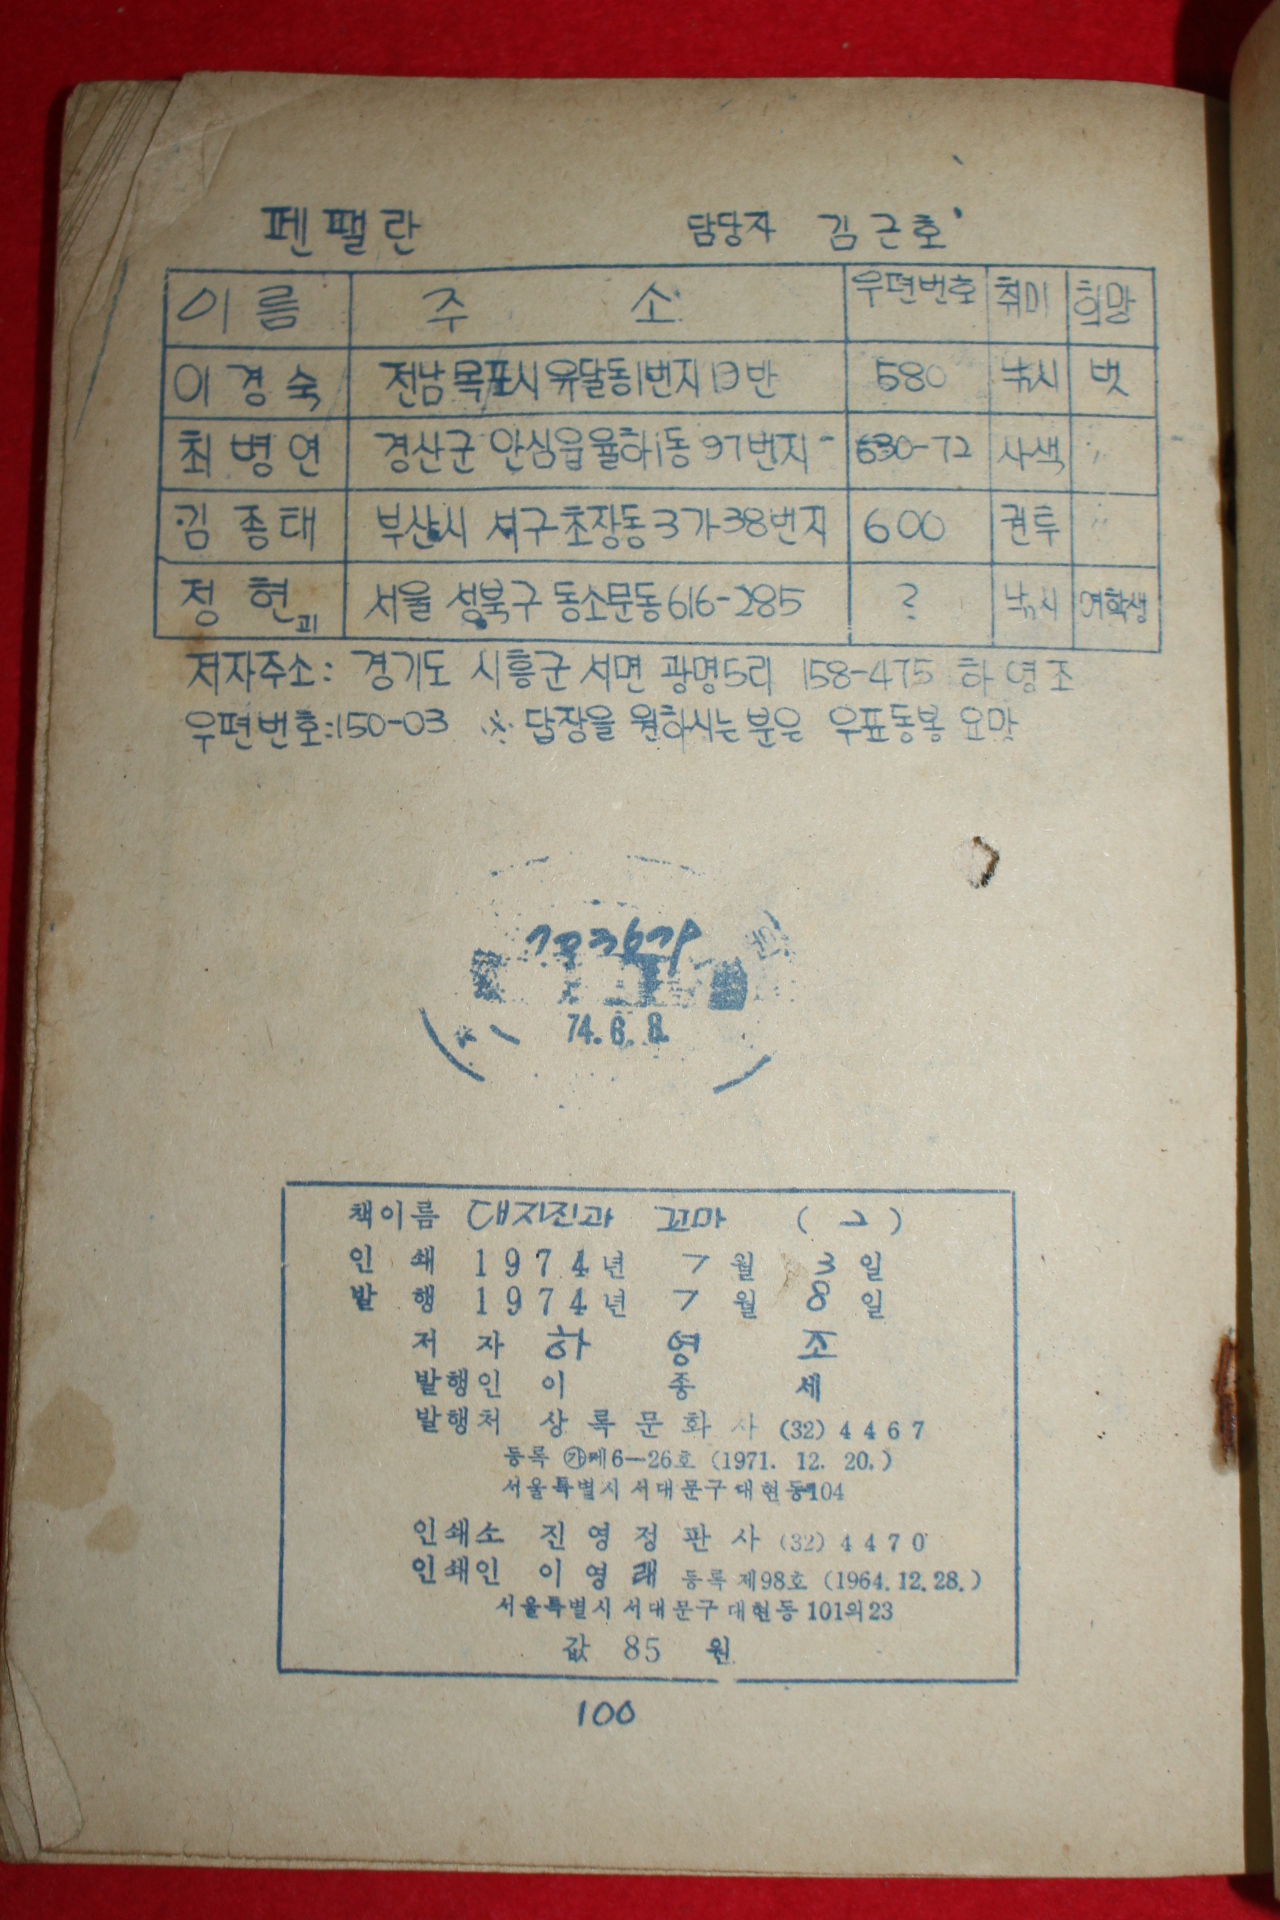 펜팰란 담당자 김근호
이름 주 소 우편번호 취미 희망
이경숙 전남 목포시 유달동 1번지 13반 580 낚시 벗
최병연 경산군 안심읍 율하1동 97번지 630-72 사색 〃
김종태 부산시 서구 초장동 3가 38번지 600 권투 〃
정현 괴 서울 성북구 동소문동 616-285 ? 낚시 여학생
저자주소: 경기도 시흥군 서면 광명5리 158-475 하영조
우편번호:150-03 ※ 답장을 원하시는 분은 우표동봉 요망
74. 6. 8.
책이름 대지진과 꼬마 (그)
인 쇄 1974년 7월 3일
발 행 1974년 7월 8일
저 자 하 영 조
발행인 이 종 세
발행처 상록문화사 (32) 4467
등록 ㉮제6—26호 (1971. 12. 20.)
서울특별시 서대문구 대현동 104
인쇄소 진영정판사 (32) 4470
인쇄인 이영래 등록 제98호 (1964. 12. 28.)
서울특별시 서대문구 대현동 101의23
값 85 원
100